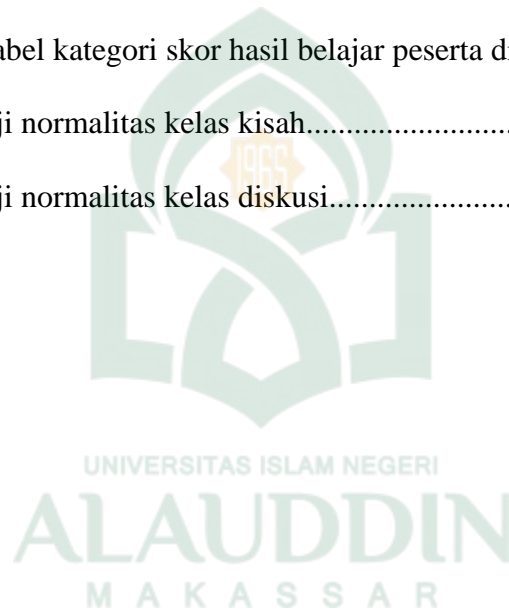 abel kategori skor hasil belajar peserta d
ji normalitas kelas kisah........................
ji normalitas kelas diskusi.....................
1965
UNIVERSITAS ISLAM NEGERI
ALAUDDIN
MAKASSAR